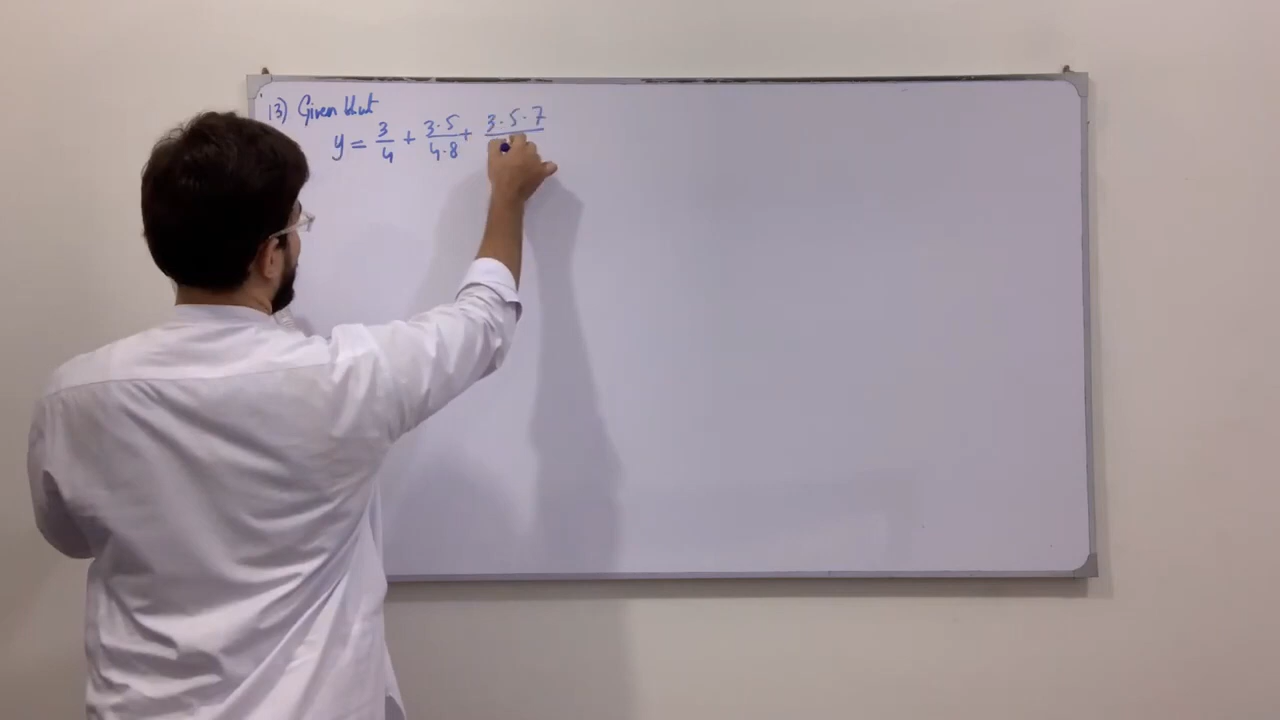 13) Given that
y = 3/4 + 3·5/4·8 + 3·5·7/